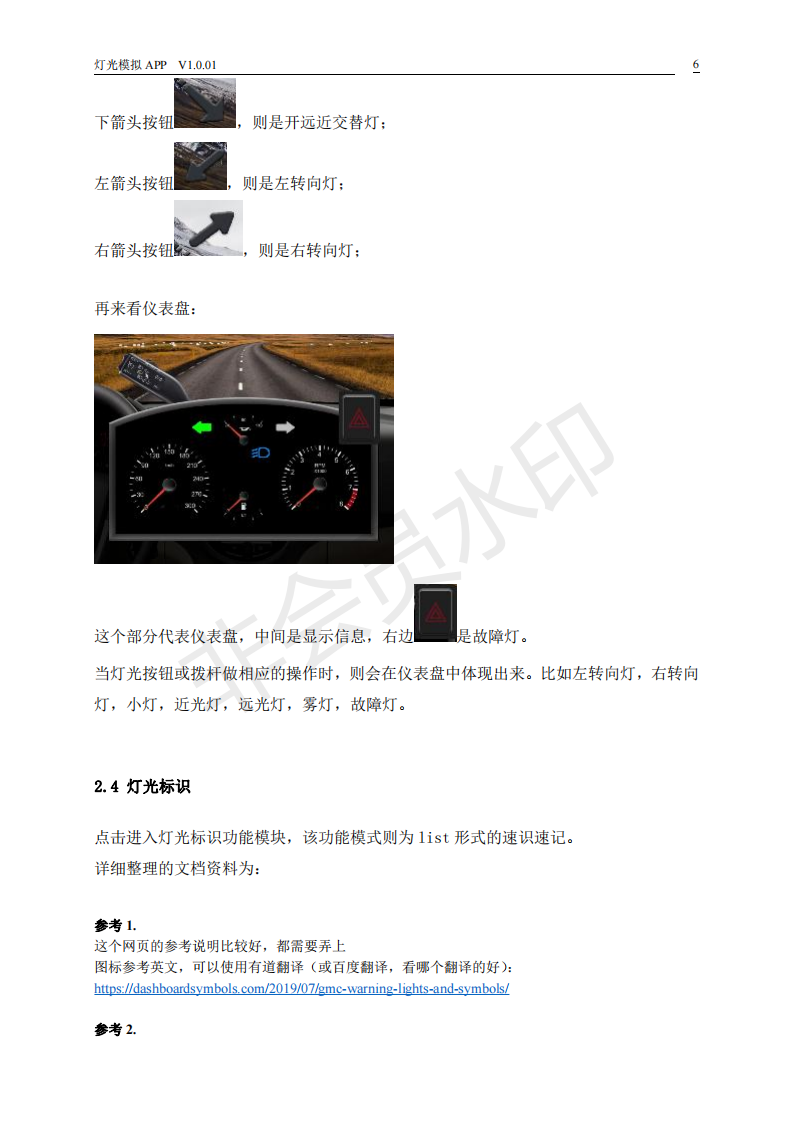 灯光模拟 APP V1.0.01 6
下箭头按钮，则是开远近交替灯；
左箭头按钮，则是左转向灯；
右箭头按钮，则是右转向灯；
再来看仪表盘：
这个部分代表仪表盘，中间是显示信息，右边是故障灯。
当灯光按钮或拨杆做相应的操作时，则会在仪表盘中体现出来。比如左转向灯，右转向
灯，小灯，近光灯，远光灯，雾灯，故障灯。
非会员水印
2.4 灯光标识
点击进入灯光标识功能模块，该功能模式则为 list 形式的速识速记。
详细整理的文档资料为：
参考 1.
这个网页的参考说明比较好，都需要弄上
图标参考英文，可以使用有道翻译（或百度翻译，看哪个翻译的好）：
https://dashboardsymbols.com/2019/07/gmc-warning-lights-and-symbols/
参考 2.